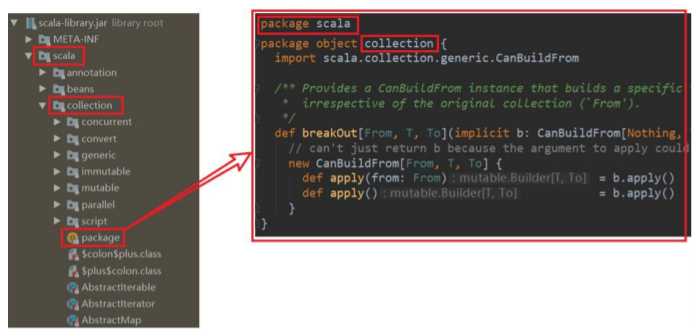 scala-library.jar library root
META-INF
scala
annotation
beans
collection
concurrent
convert
generic
immutable
mutable
parallel
script
package
$colon$plus.class
$plus$colon.class
AbstractIterable
AbstractIterator
AbstractMap
package scala
package object collection {
import scala.collection.generic.CanBuildFrom
/** Provides a CanBuildFrom instance that builds a specific
* irrespective of the original collection (`From').
*/
def breakOut[From, T, To](implicit b: CanBuildFrom[Nothing,
// can't just return b because the argument to apply could
new CanBuildFrom[From, T, To] {
def apply(from: From) : mutable.Builder[T, To] = b.apply()
def apply() : mutable.Builder[T, To] = b.apply()
}
}